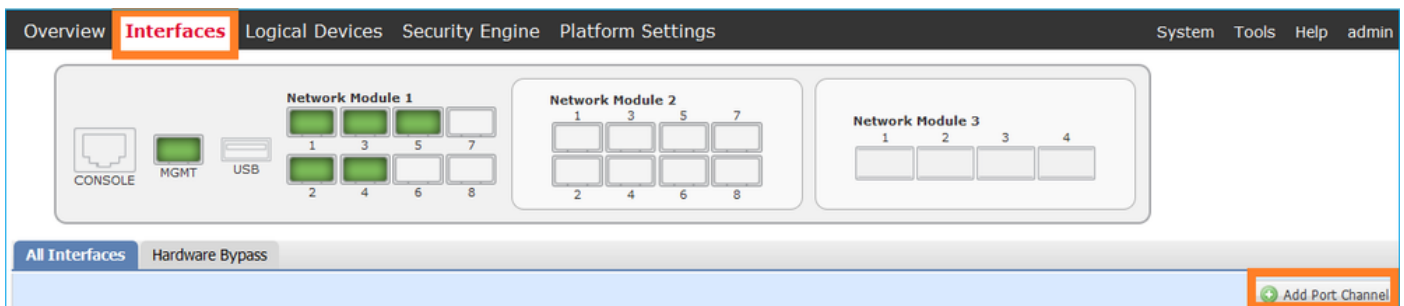 Overview Interfaces Logical Devices Security Engine Platform Settings System Tools Help admin
Network Module 1
Network Module 2
Network Module 3
1 3 5 7
1 3 5 7
1 2 3 4
CONSOLE MGMT USB
2 4 6 8
2 4 6 8
All Interfaces Hardware Bypass
Add Port Channel